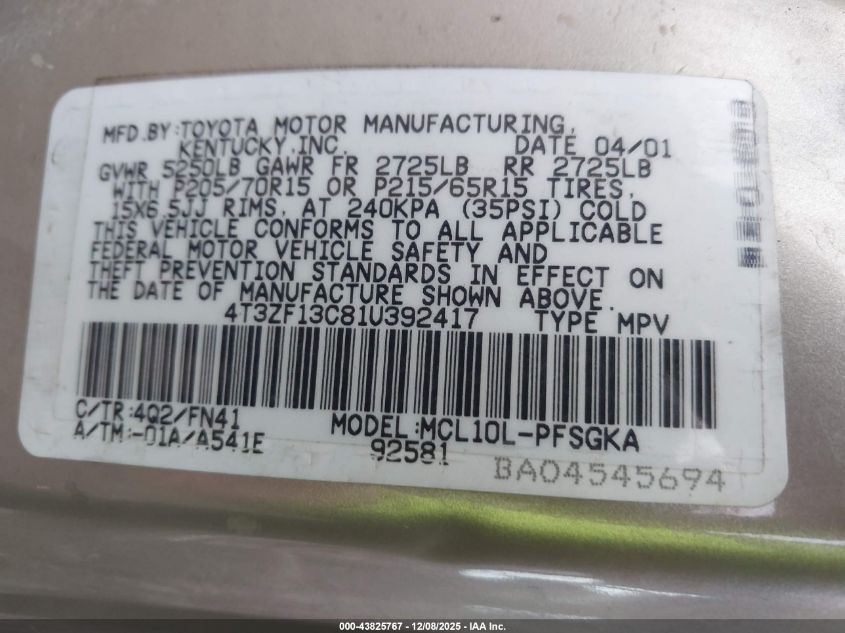 MFD.BY:TOYOTA MOTOR MANUFACTURING,
KENTUCKY,INC. DATE 04/01
GVWR 5250LB GAWR FR 2725LB RR 2725LB
WITH P205/70R15 OR P215/65R15 TIRES,
15X6.5JJ RIMS, AT 240KPA (35PSI) COLD
THIS VEHICLE CONFORMS TO ALL APPLICABLE
FEDERAL MOTOR VEHICLE SAFETY AND
THEFT PREVENTION STANDARDS IN EFFECT ON
THE DATE OF MANUFACTURE SHOWN ABOVE.
4T3ZF13C81U392417 TYPE MPV
C/TR:4Q2/FN41 MODEL:MCL10L-PFSGKA
A/TM:-01A/A541E 92581
BA04545694
000-43825767 - 12/08/2025 - IAA Inc.